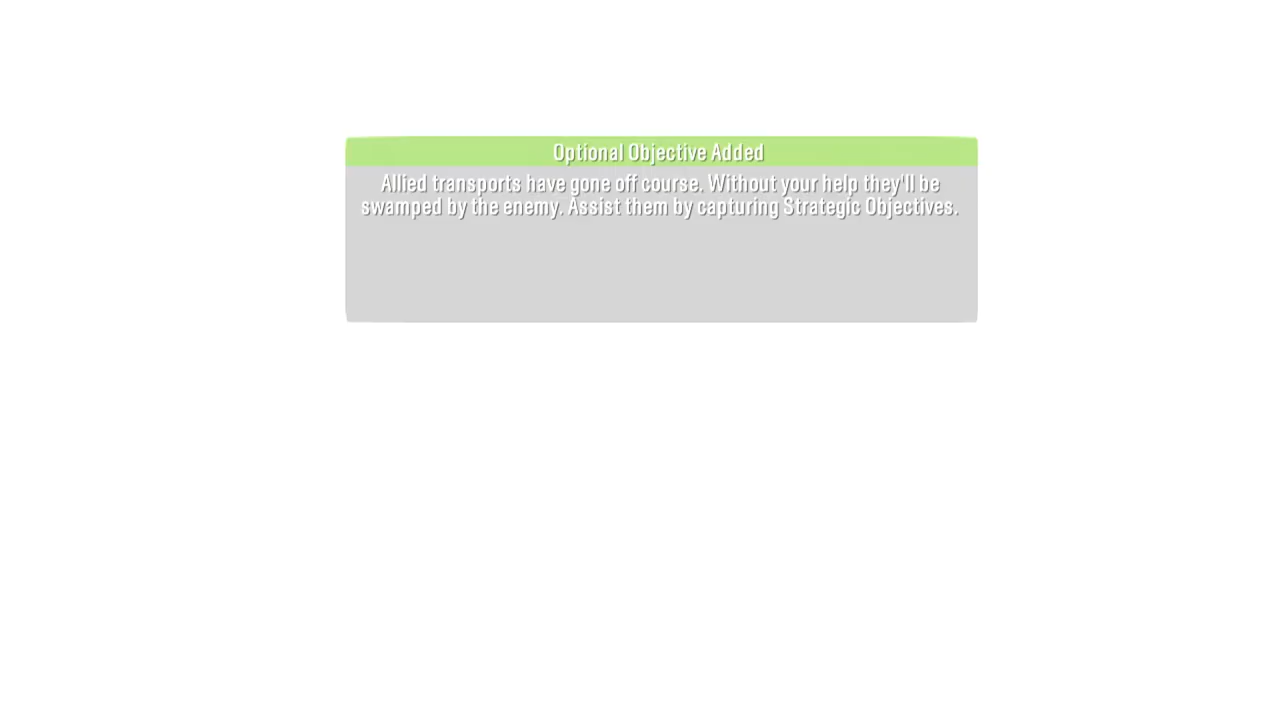 Optional Objective Added
Allied transports have gone off course. Without your help they'll be
swamped by the enemy. Assist them by capturing Strategic Objectives.